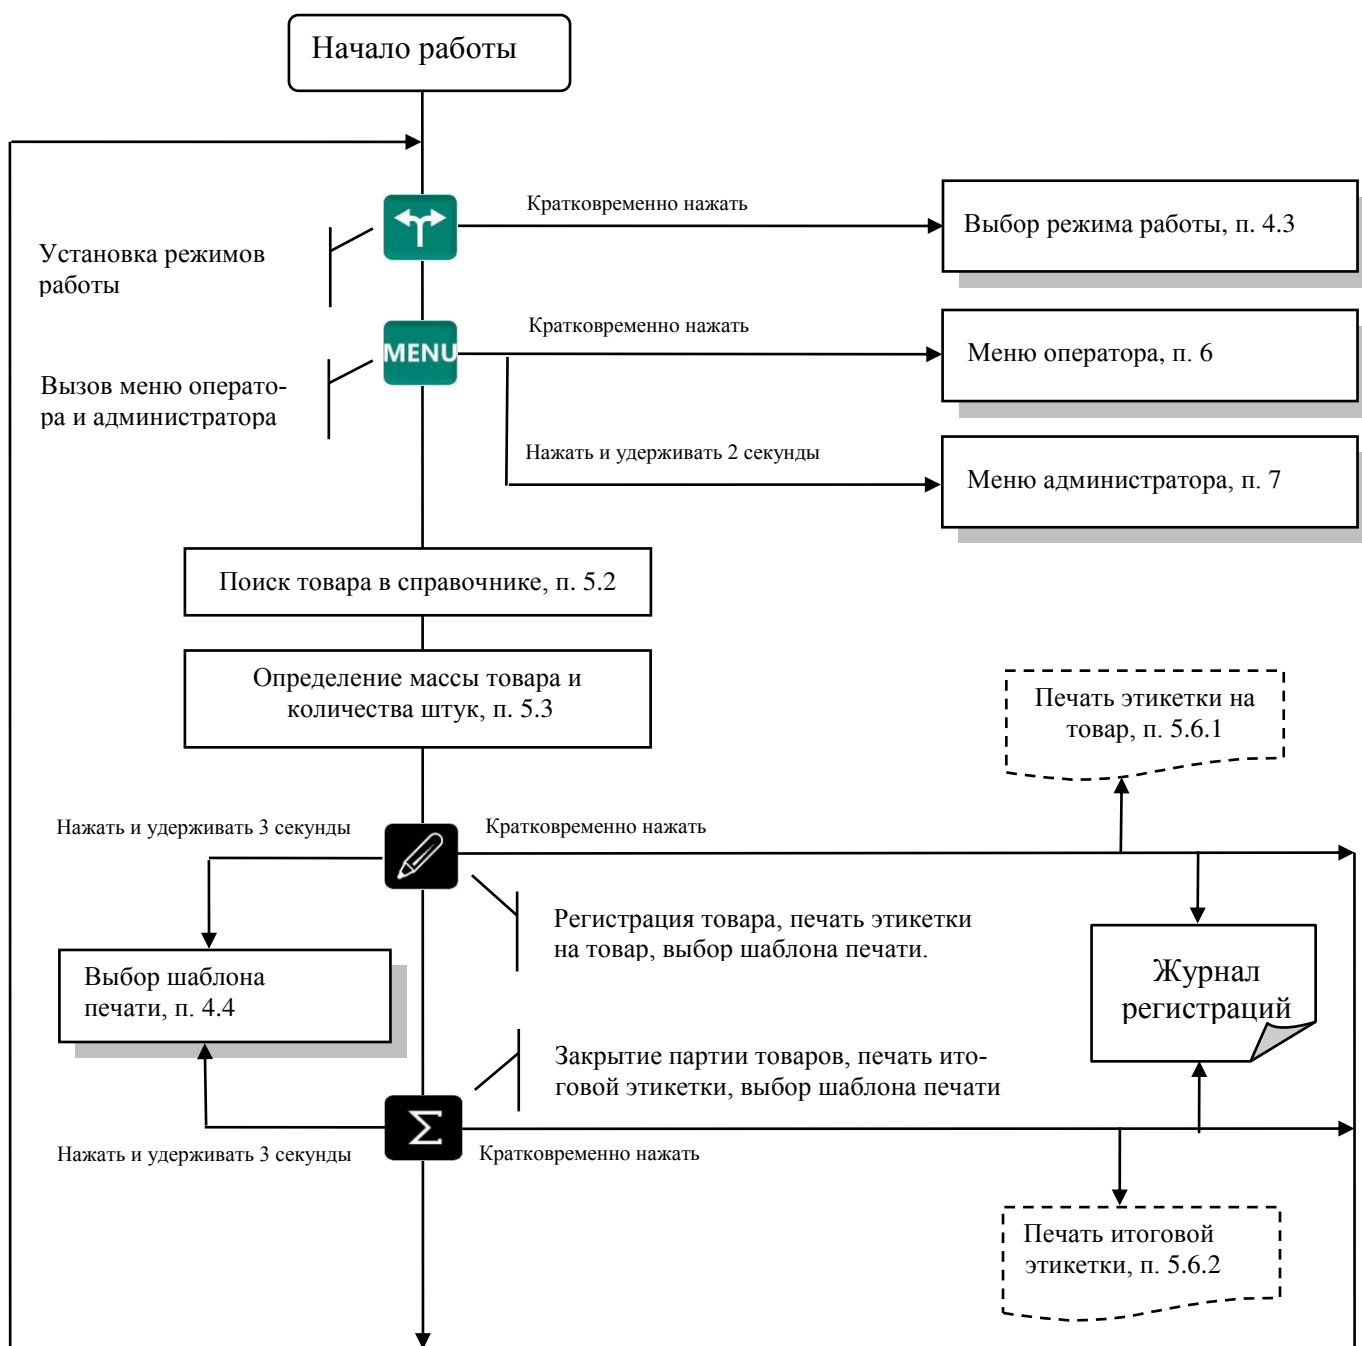 Начало работы
Кратковременно нажать
Выбор режима работы, п. 4.3
Установка режимов
работы
Кратковременно нажать
MENU
Меню оператора, п. 6
Вызов меню операто-
ра и администратора
Нажать и удерживать 2 секунды
Меню администратора, п. 7
Поиск товара в справочнике, п. 5.2
Определение массы товара и
количества штук, п. 5.3
Печать этикетки на
товар, п. 5.6.1
Нажать и удерживать 3 секунды
Кратковременно нажать
Регистрация товара, печать этикетки
на товар, выбор шаблона печати.
Выбор шаблона
печати, п. 4.4
Журнал
регистраций
Закрытие партии товаров, печать ито-
говой этикетки, выбор шаблона печати
Σ
Нажать и удерживать 3 секунды
Кратковременно нажать
Печать итоговой
этикетки, п. 5.6.2